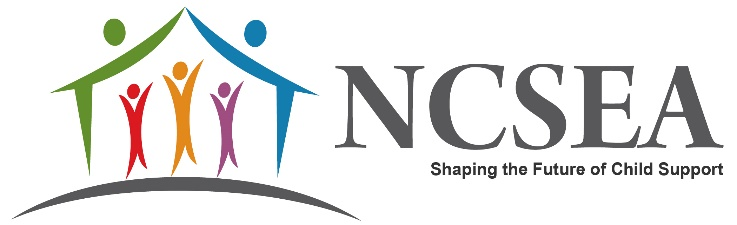 NCSEA
Shaping the Future of Child Support